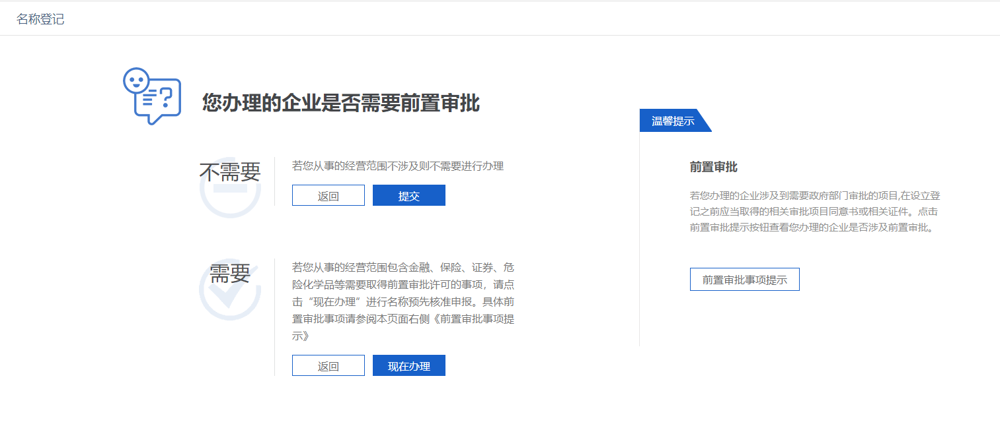 名称登记
您办理的企业是否需要前置审批
不需要
若您从事的经营范围不涉及则不需要进行办理
返回
提交
需要
若您从事的经营范围包含金融、保险、证券、危
险化学品等需要取得前置审批许可的事项，请点
击“现在办理”进行名称预先核准申报。具体前
置审批事项请参阅本页面右侧《前置审批事项提
示》
返回
现在办理
温馨提示
前置审批
若您办理的企业涉及到需要政府部门审批的项目,在设立登
记之前应当取得的相关审批项目同意书或相关证件。点击
前置审批提示按钮查看您办理的企业是否涉及前置审批。
前置审批事项提示